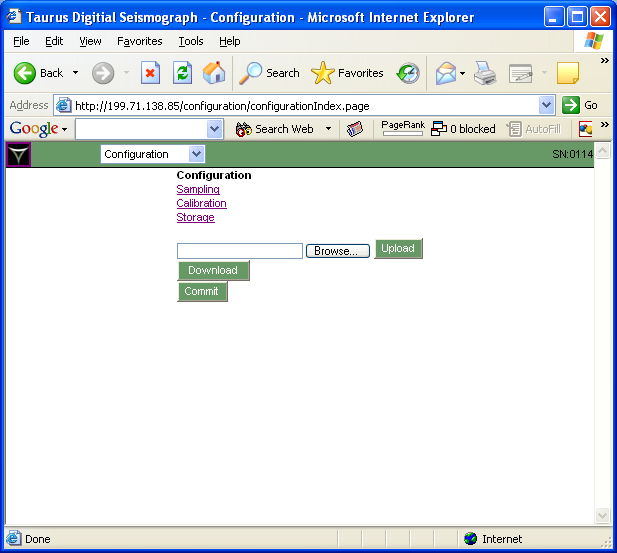 Taurus Digitial Seismograph - Configuration - Microsoft Internet Explorer
File Edit View Favorites Tools Help
Back Search Favorites
Address http://199.71.138.85/configuration/configurationIndex.page Go
Google Search Web PageRank 0 blocked AutoFill
Configuration SN:0114
Configuration
Sampling
Calibration
Storage
Browse... Upload
Download
Commit
Done Internet